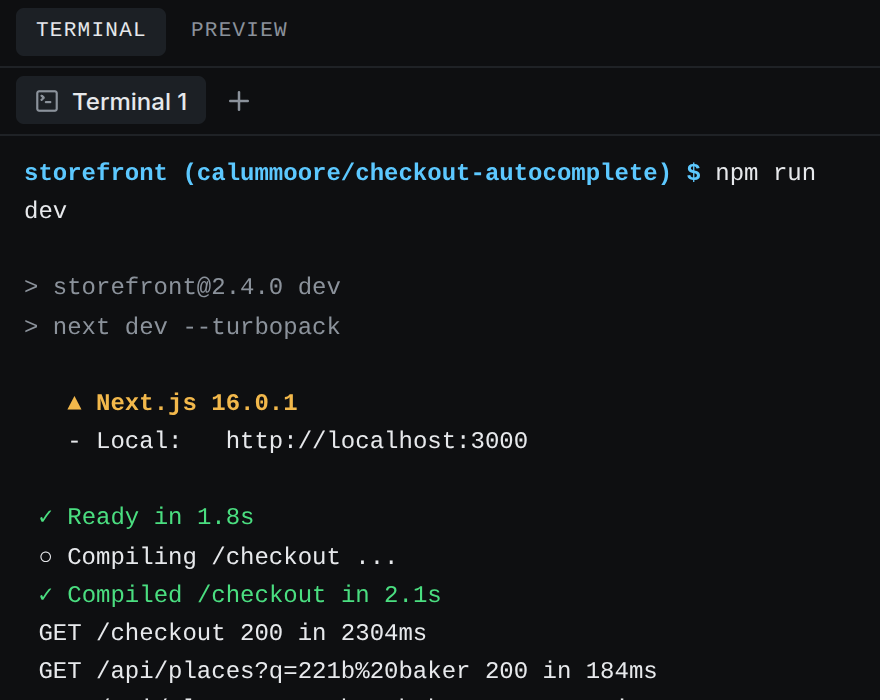 TERMINAL PREVIEW
Terminal 1 +
storefront (calummoore/checkout-autocomplete) $ npm run
dev
> storefront@2.4.0 dev
> next dev --turbopack
▲ Next.js 16.0.1
- Local: http://localhost:3000
✓ Ready in 1.8s
○ Compiling /checkout ...
✓ Compiled /checkout in 2.1s
GET /checkout 200 in 2304ms
GET /api/places?q=221b%20baker 200 in 184ms